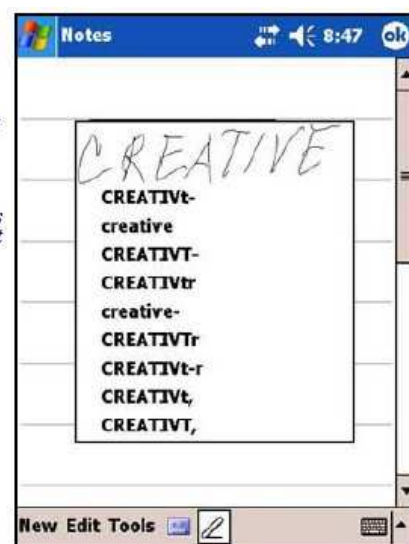 Notes 8:47 ok
CREATIVE
CREATIVt-
creative
CREATIVT-
CREATIVtr
creative-
CREATIVTr
CREATIVt-r
CREATIVt,
CREATIVT,
New Edit Tools